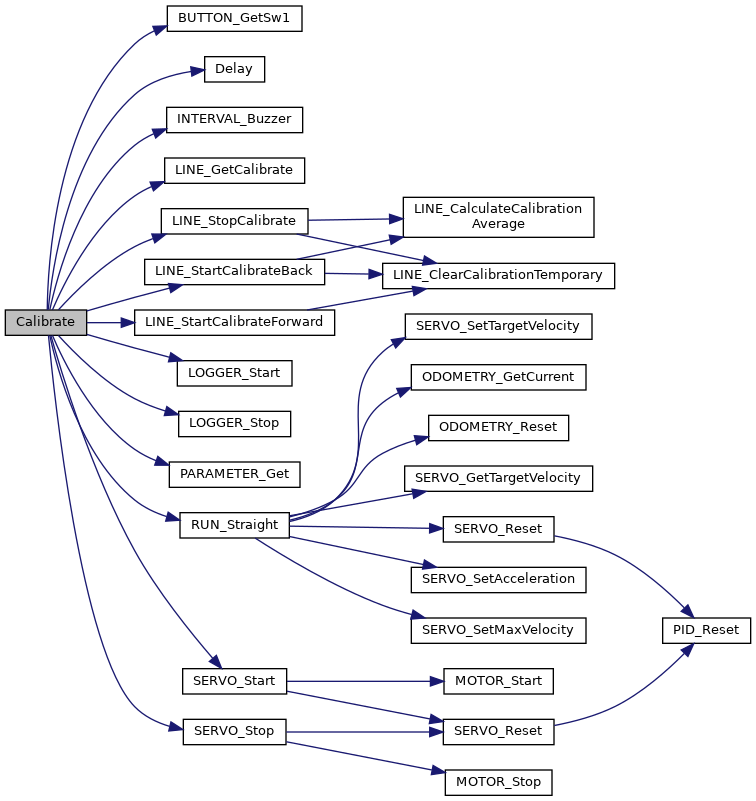 BUTTON_GetSw1
Delay
INTERVAL_Buzzer
LINE_GetCalibrate
LINE_StopCalibrate
LINE_CalculateCalibration
Average
LINE_StartCalibrateBack
LINE_ClearCalibrationTemporary
Calibrate
LINE_StartCalibrateForward
SERVO_SetTargetVelocity
LOGGER_Start
ODOMETRY_GetCurrent
LOGGER_Stop
ODOMETRY_Reset
PARAMETER_Get
SERVO_GetTargetVelocity
RUN_Straight
SERVO_Reset
SERVO_SetAcceleration
SERVO_SetMaxVelocity
PID_Reset
SERVO_Start
MOTOR_Start
SERVO_Stop
SERVO_Reset
MOTOR_Stop